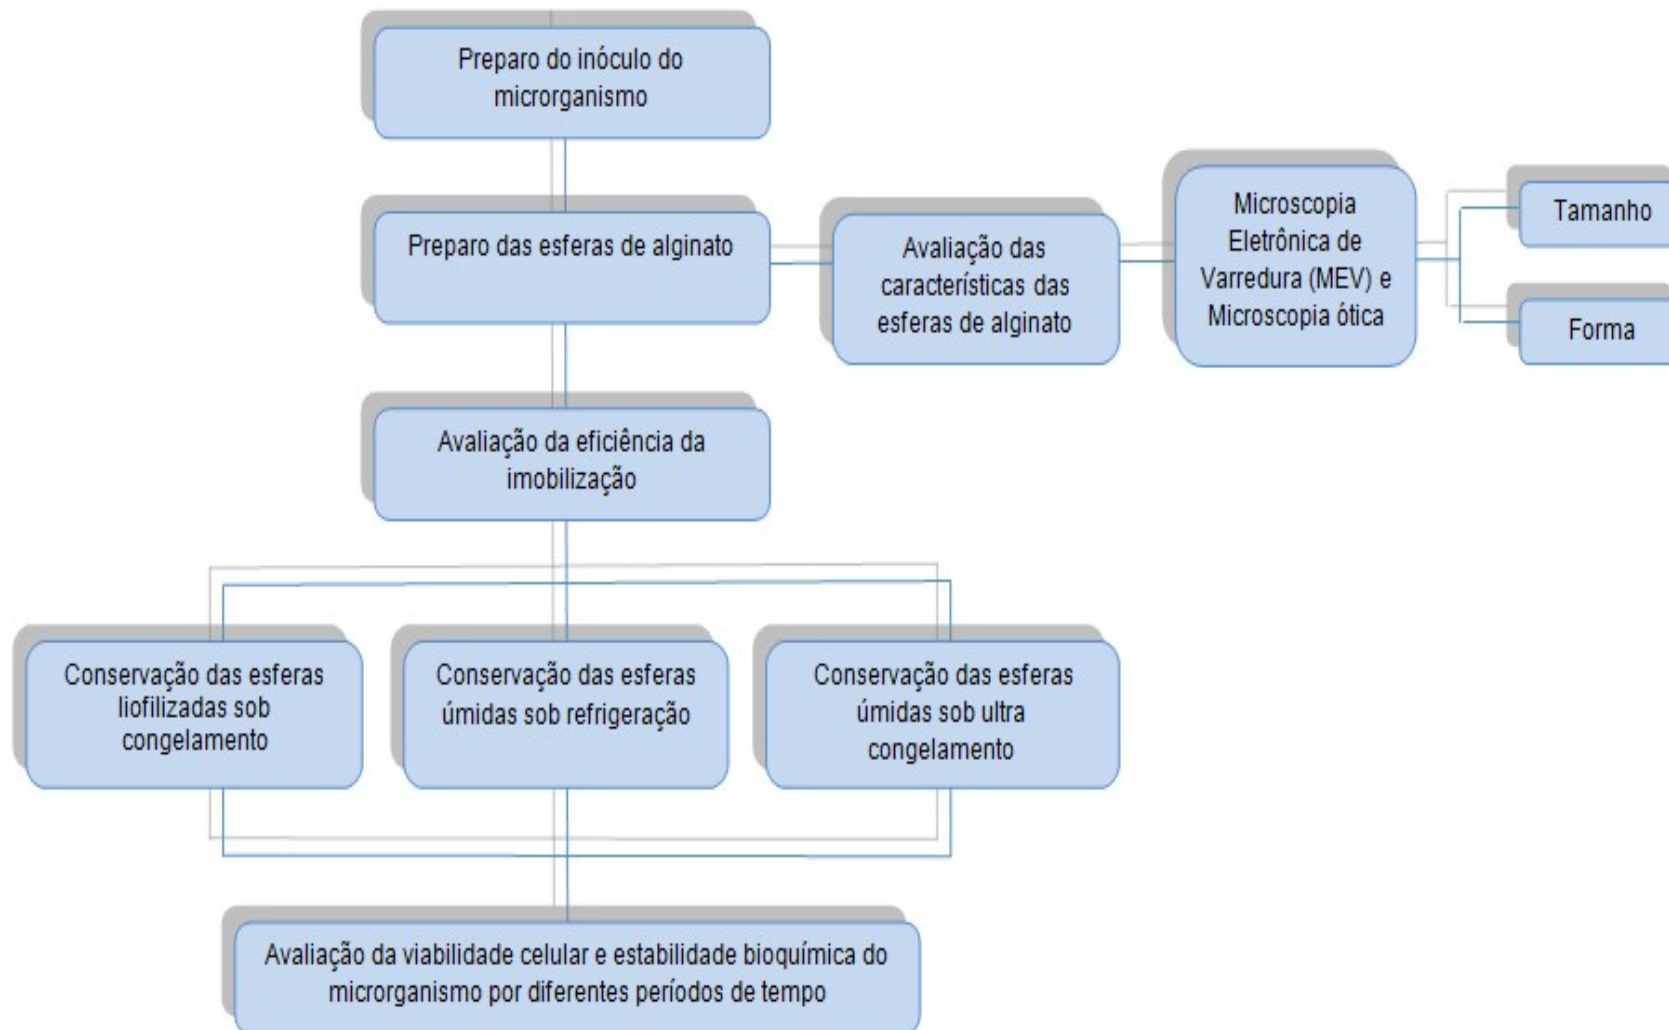 Preparo do inóculo do
microrganismo
Preparo das esferas de alginato
Avaliação das
características das
esferas de alginato
Microscopia
Eletrônica de
Varredura (MEV) e
Microscopia ótica
Tamanho
Forma
Avaliação da eficiência da
imobilização
Conservação das esferas
liofilizadas sob
congelamento
Conservação das esferas
úmidas sob refrigeração
Conservação das esferas
úmidas sob ultra
congelamento
Avaliação da viabilidade celular e estabilidade bioquímica do
microrganismo por diferentes períodos de tempo